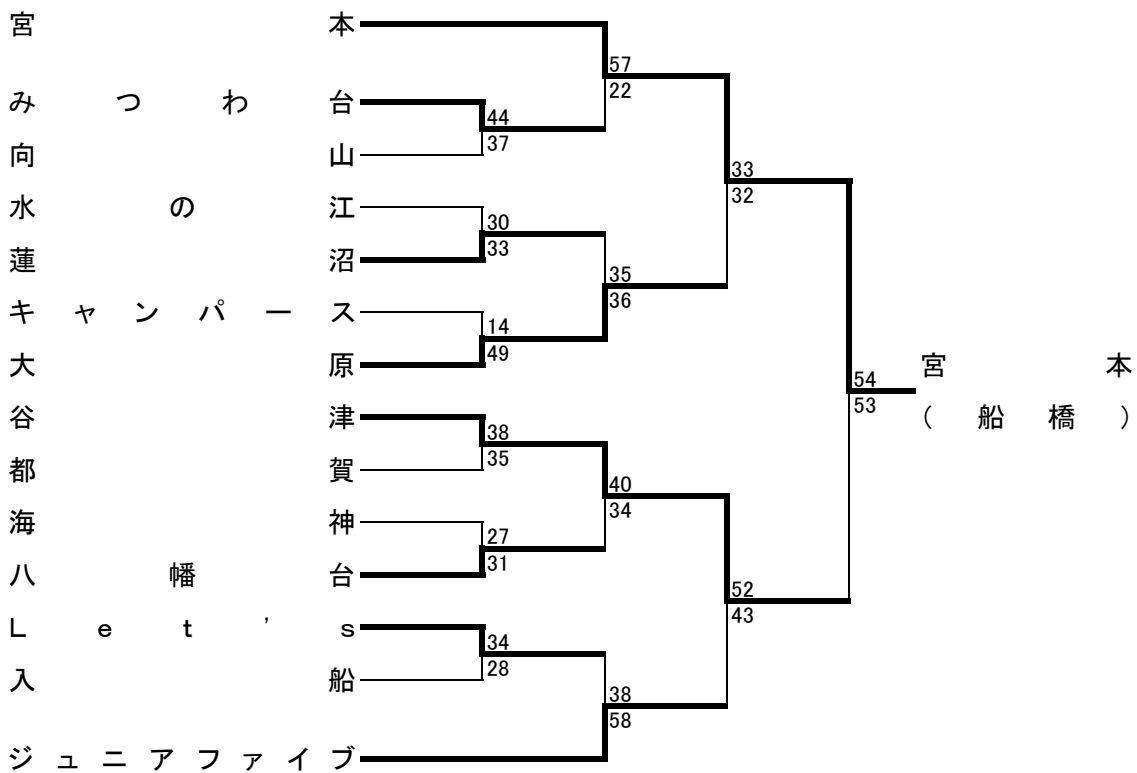 宮本
57
みつわ台
22
44
向山
37
33
水の江
32
30
蓮沼
33
35
キャンパース
36
14
大原
49
宮本
54
谷津
53
(船橋)
38
都賀
35
40
海神
34
27
八幡台
31
52
Let's
43
34
入船
28
38
58
ジュニアファイブ